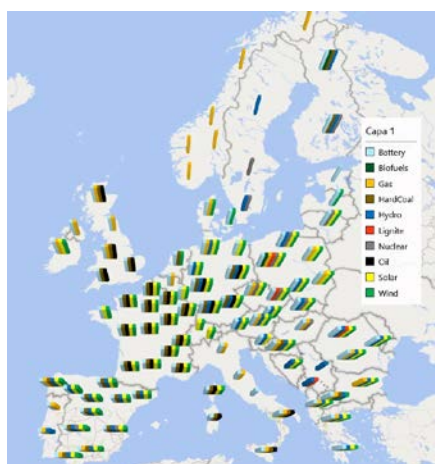 Capa 1
Battery
Biofuels
Gas
HardCoal
Hydro
Lignite
Nuclear
Oil
Solar
Wind